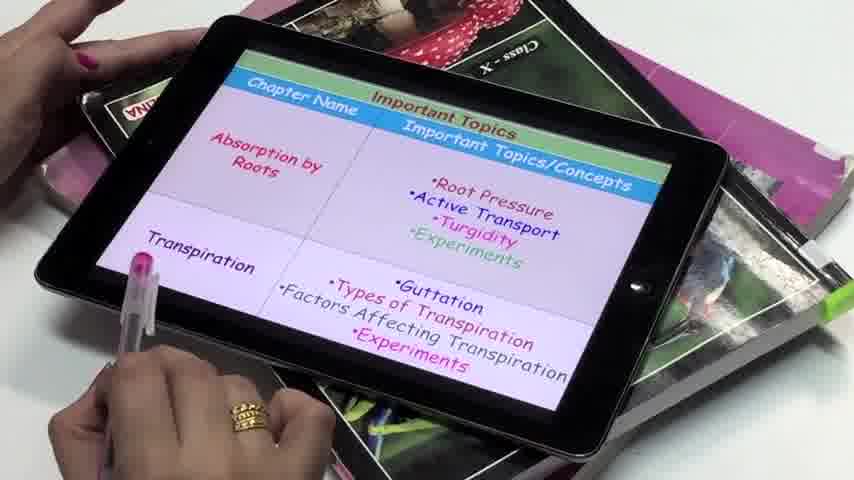 Class - X
INA
Important Topics
Chapter Name
Important Topics/Concepts
Absorption by
Roots
•Root Pressure
•Active Transport
•Turgidity
•Experiments
Transpiration
•Guttation
•Types of Transpiration
•Factors Affecting Transpiration
•Experiments